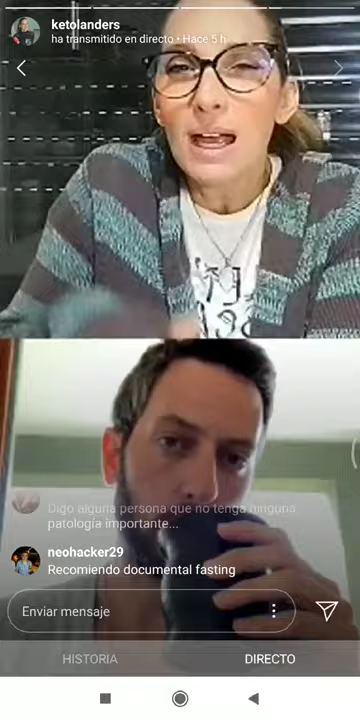 ketolanders
ha transmitido en directo • Hace 5 h
Digo alguna persona que no tenga ninguna
patología importante...
neohacker29
Recomiendo documental fasting
Enviar mensaje
HISTORIA
DIRECTO